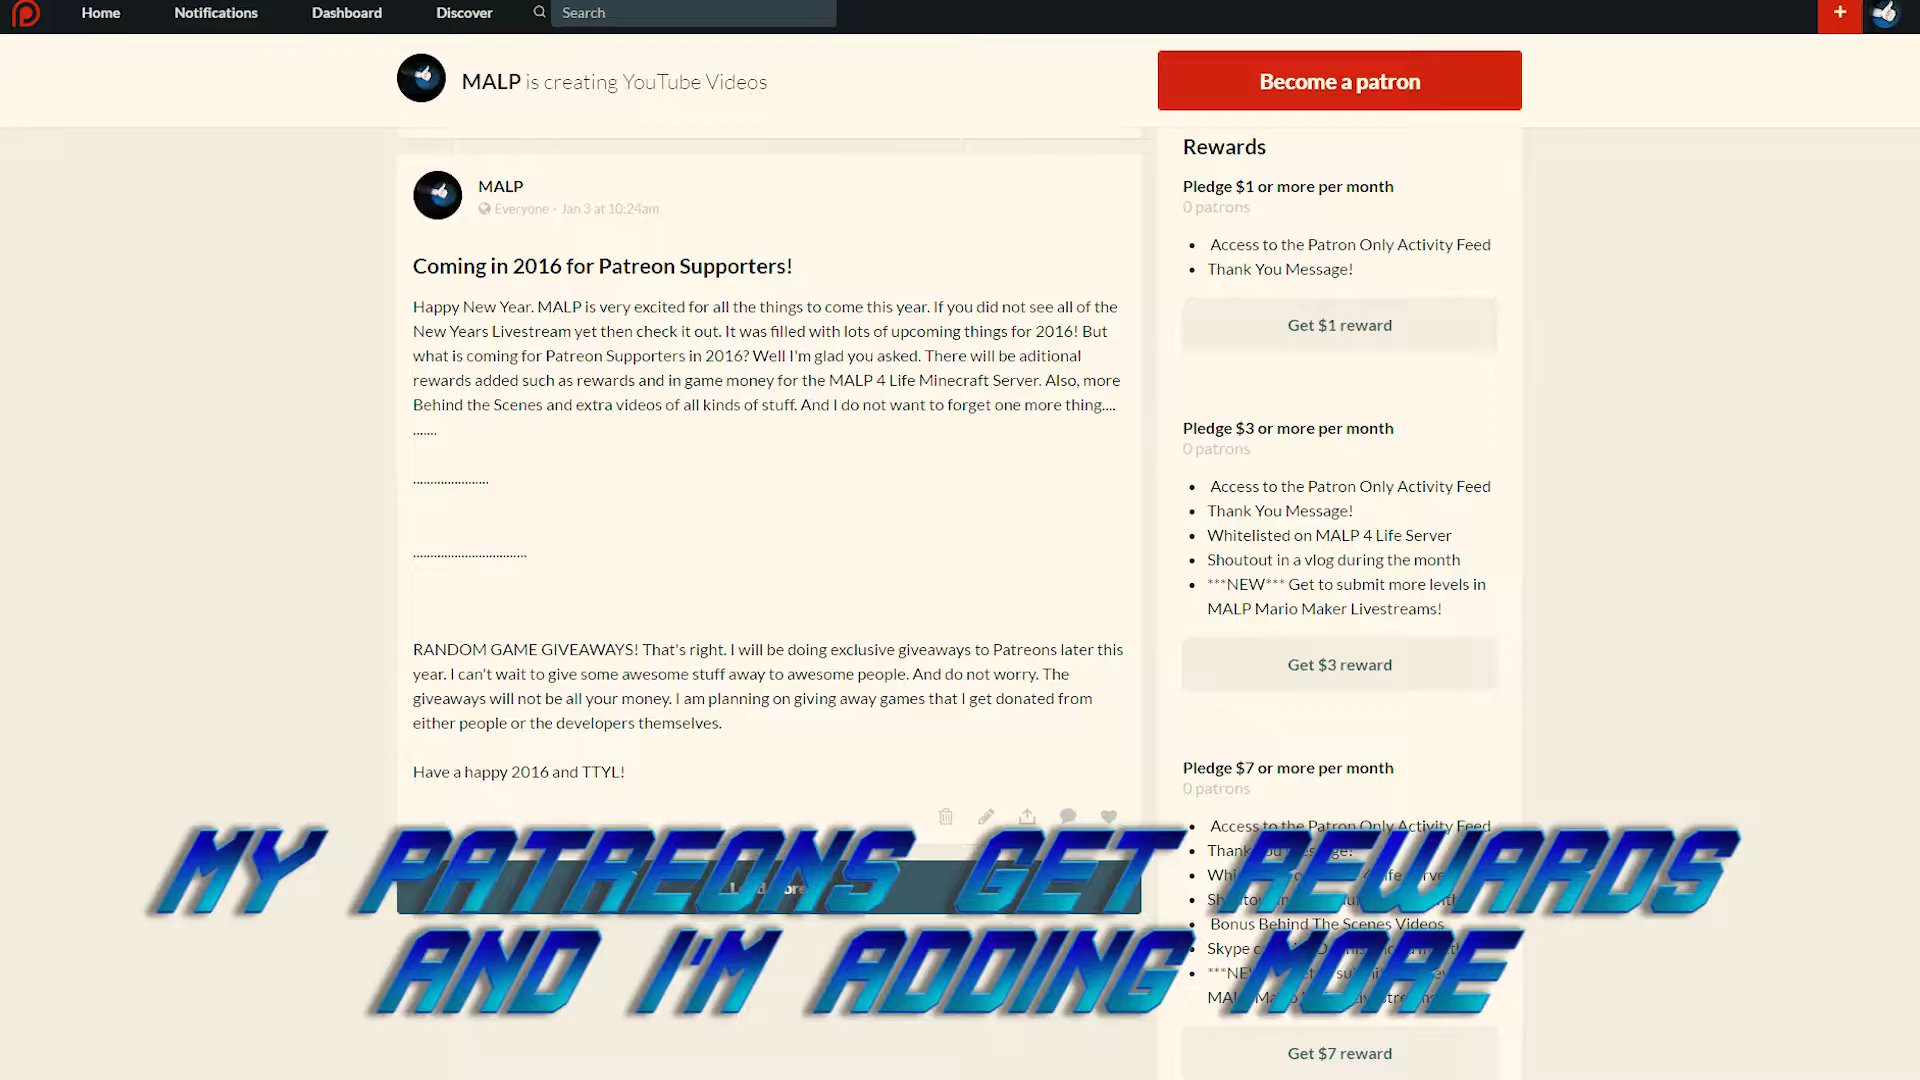 Home Notifications Dashboard Discover Search +
MALP is creating YouTube Videos
Become a patron
MALP
Everyone · Jan 3 at 10:24am
Coming in 2016 for Patreon Supporters!
Happy New Year. MALP is very excited for all the things to come this year. If you did not see all of the
New Years Livestream yet then check it out. It was filled with lots of upcoming things for 2016! But
what is coming for Patreon Supporters in 2016? Well I'm glad you asked. There will be aditional
rewards added such as rewards and in game money for the MALP 4 Life Minecraft Server. Also, more
Behind the Scenes and extra videos of all kinds of stuff. And I do not want to forget one more thing....
.......
......................
.................................
RANDOM GAME GIVEAWAYS! That's right. I will be doing exclusive giveaways to Patreons later this
year. I can't wait to give some awesome stuff away to awesome people. And do not worry. The
giveaways will not be all your money. I am planning on giving away games that I get donated from
either people or the developers themselves.
Have a happy 2016 and TTYL!
Rewards
Pledge $1 or more per month
0 patrons
• Access to the Patron Only Activity Feed
• Thank You Message!
Get $1 reward
Pledge $3 or more per month
0 patrons
• Access to the Patron Only Activity Feed
• Thank You Message!
• Whitelisted on MALP 4 Life Server
• Shoutout in a vlog during the month
• ***NEW*** Get to submit more levels in
MALP Mario Maker Livestreams!
Get $3 reward
Pledge $7 or more per month
0 patrons
• Access to the Patron Only Activity Feed
• Bonus Behind The Scenes Videos
• Skype
Get $7 reward
MY PATREONS GET REWARDS
AND I'M ADDING MORE